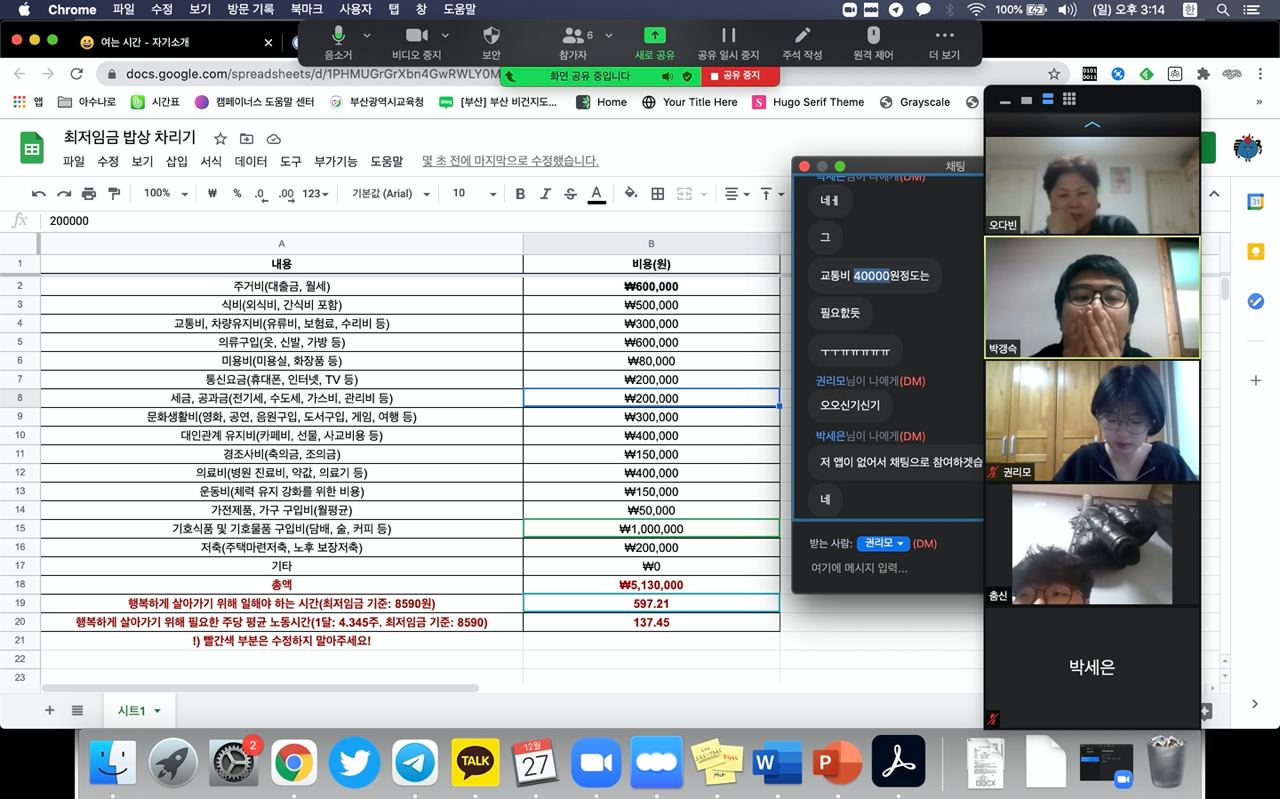 Chrome 파일 수정 보기 방문 기록 북마크 사용자 탭 창 도움말
100% (일) 오후 3:14 한
여는 시간 - 자기소개
음소거 비디오 중지 보안 참가자 6 새로 공유 공유 일시 중지 주석 작성 원격 제어 더 보기
화면 공유 중입니다 공유 중지
docs.google.com/spreadsheets/d/1PHMUGrGrXbn4GwRWLY0M
앱 아수나로 시간표 캠페이너스 도움말 센터 부산광역시교육청 [부산] 부산 비건지도... Home Your Title Here Hugo Serif Theme Grayscale »
최저임금 밥상 차리기
파일 수정 보기 삽입 서식 데이터 도구 부가기능 도움말 몇 초 전에 마지막으로 수정했습니다.
100% ₩ % .0 .00 123 기본값 (Arial) 10 B I S A
fx 200000
A B
1 내용 비용(원)
2 주거비(대출금, 월세) ₩600,000
3 식비(외식비, 간식비 포함) ₩500,000
4 교통비, 차량유지비(유류비, 보험료, 수리비 등) ₩300,000
5 의류구입(옷, 신발, 가방 등) ₩600,000
6 미용비(미용실, 화장품 등) ₩80,000
7 통신요금(휴대폰, 인터넷, TV 등) ₩200,000
8 세금, 공과금(전기세, 수도세, 가스비, 관리비 등) ₩200,000
9 문화생활비(영화, 공연, 음원구입, 도서구입, 게임, 여행 등) ₩300,000
10 대인관계 유지비(카페비, 선물, 사교비용 등) ₩400,000
11 경조사비(축의금, 조의금) ₩150,000
12 의료비(병원 진료비, 약값, 의료기 등) ₩400,000
13 운동비(체력 유지 강화를 위한 비용) ₩150,000
14 가전제품, 가구 구입비(월평균) ₩50,000
15 기호식품 및 기호물품 구입비(담배, 술, 커피 등) ₩1,000,000
16 저축(주택마련저축, 노후 보장저축) ₩200,000
17 기타 ₩0
18 총액 ₩5,130,000
19 행복하게 살아가기 위해 일해야 하는 시간(최저임금 기준: 8590원) 597.21
20 행복하게 살아가기 위해 필요한 주당 평균 노동시간(1달: 4.345주. 최저임금 기준: 8590) 137.45
21 !) 빨간색 부분은 수정하지 말아주세요!
22
23
시트1
채팅
박세은님이 나에게(DM)
네ㅔ
그
교통비 40000원정도는
필요핧듯
ㅜㅜㅠㅠㅠㅠㅠ
권리모님이 나에게(DM)
오오신기신기
박세은님이 나에게(DM)
저 앱이 없어서 채팅으로 참여하겠습
네
받는 사람: 권리모 (DM)
여기에 메시지 입력...
오다빈
박갱슥
권리모
춤신
박세은
31
2
TALK
12월
27
W
P
DOCX